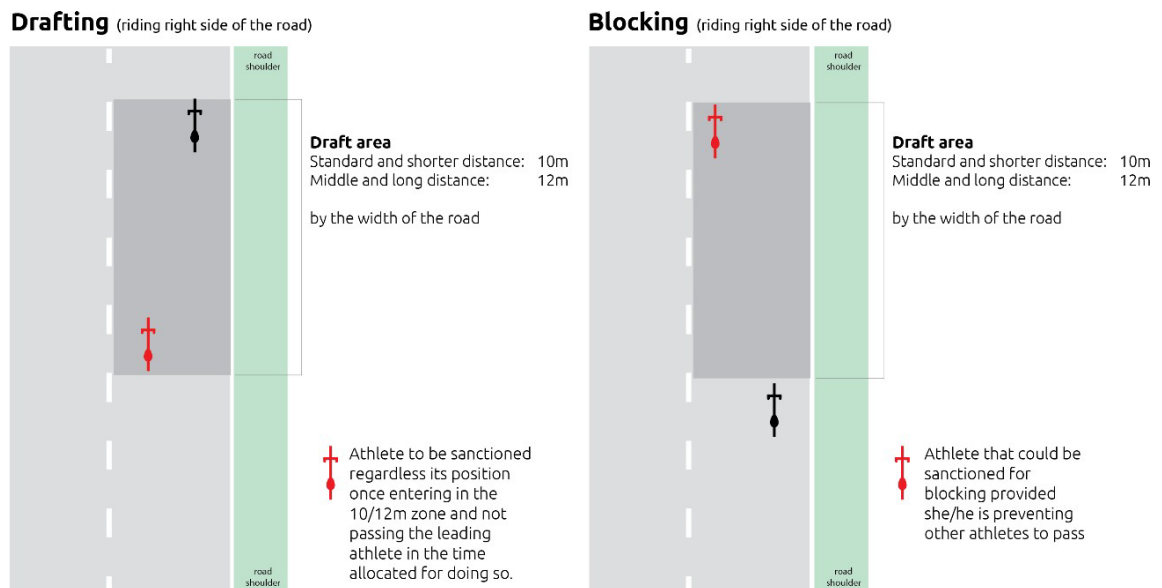 Drafting (riding right side of the road)
road
shoulder
Draft area
Standard and shorter distance: 10m
Middle and long distance: 12m
by the width of the road
Athlete to be sanctioned
regardless its position
once entering in the
10/12m zone and not
passing the leading
athlete in the time
allocated for doing so.
road
shoulder
Blocking (riding right side of the road)
road
shoulder
Draft area
Standard and shorter distance: 10m
Middle and long distance: 12m
by the width of the road
Athlete that could be
sanctioned for
blocking provided
she/he is preventing
other athletes to pass
road
shoulder